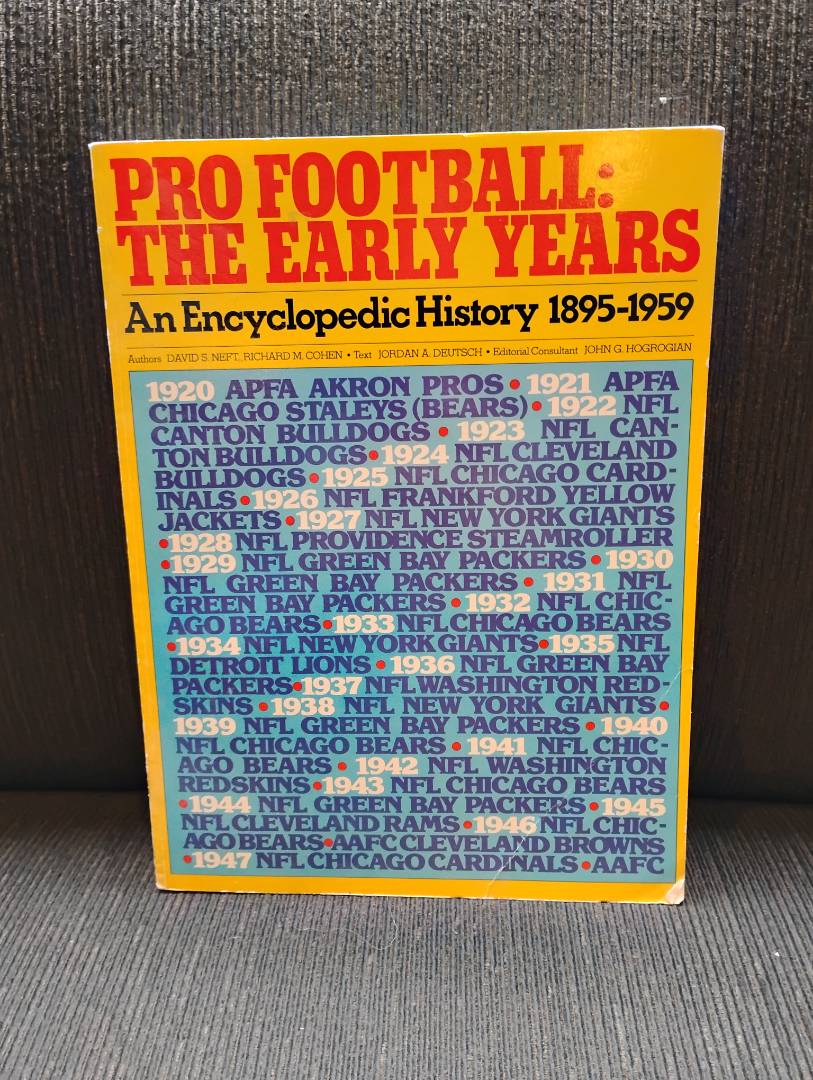 PRO FOOTBALL:
THE EARLY YEARS
An Encyclopedic History 1895-1959
Authors DAVID S. NEFT, RICHARD M. COHEN • Text JORDAN A. DEUTSCH • Editorial Consultant JOHN G. HOGROGIAN
1920 APFA AKRON PROS • 1921 APFA
CHICAGO STALEYS (BEARS) • 1922 NFL
CANTON BULLDOGS • 1923 NFL CAN-
TON BULLDOGS • 1924 NFL CLEVELAND
BULLDOGS • 1925 NFL CHICAGO CARD-
INALS • 1926 NFL FRANKFORD YELLOW
JACKETS • 1927 NFL NEW YORK GIANTS
• 1928 NFL PROVIDENCE STEAMROLLER
• 1929 NFL GREEN BAY PACKERS • 1930
NFL GREEN BAY PACKERS • 1931 NFL
GREEN BAY PACKERS • 1932 NFL CHIC-
AGO BEARS • 1933 NFL CHICAGO BEARS
• 1934 NFL NEW YORK GIANTS • 1935 NFL
DETROIT LIONS • 1936 NFL GREEN BAY
PACKERS • 1937 NFL WASHINGTON RED-
SKINS • 1938 NFL NEW YORK GIANTS •
1939 NFL GREEN BAY PACKERS • 1940
NFL CHICAGO BEARS • 1941 NFL CHIC-
AGO BEARS • 1942 NFL WASHINGTON
REDSKINS • 1943 NFL CHICAGO BEARS
• 1944 NFL GREEN BAY PACKERS • 1945
NFL CLEVELAND RAMS • 1946 NFL CHIC-
AGO BEARS • AAFC CLEVELAND BROWNS
• 1947 NFL CHICAGO CARDINALS • AAFC